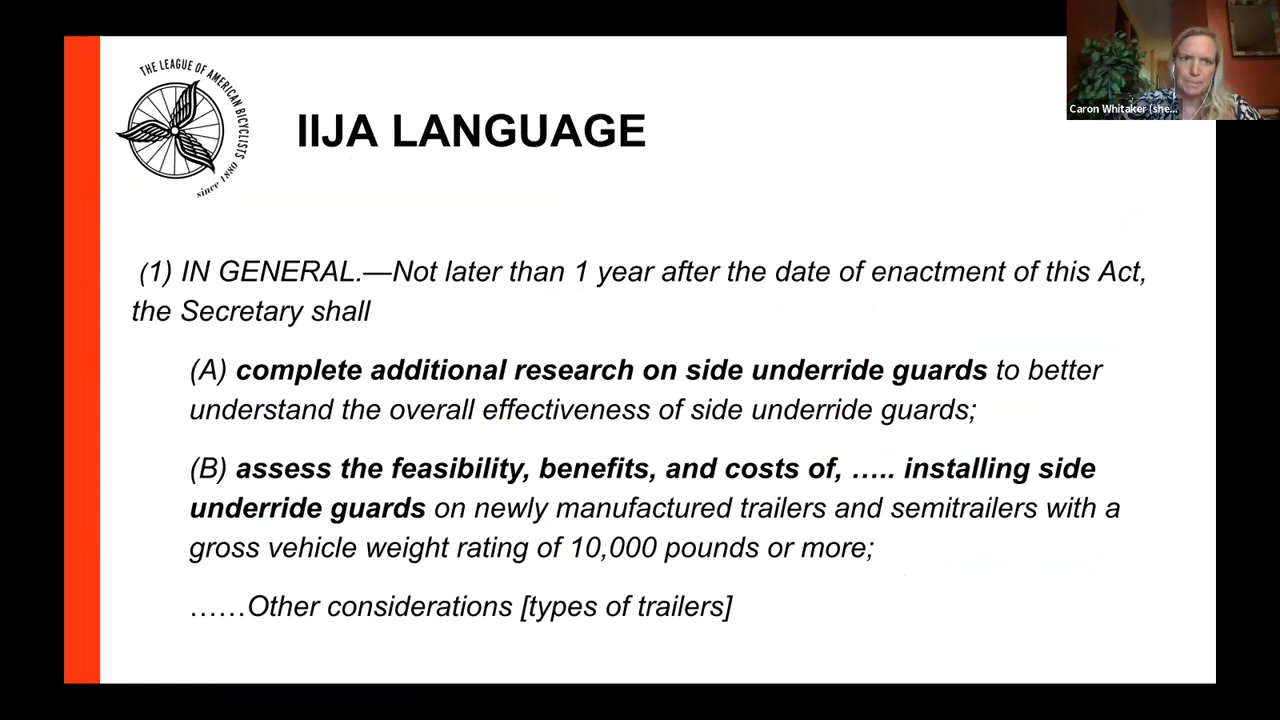 THE LEAGUE OF AMERICAN BICYCLISTS
since 1880
IIJA LANGUAGE
Caron Whitaker (she...
(1) IN GENERAL.—Not later than 1 year after the date of enactment of this Act,
the Secretary shall
(A) complete additional research on side underride guards to better
understand the overall effectiveness of side underride guards;
(B) assess the feasibility, benefits, and costs of, ….. installing side
underride guards on newly manufactured trailers and semitrailers with a
gross vehicle weight rating of 10,000 pounds or more;
……Other considerations [types of trailers]